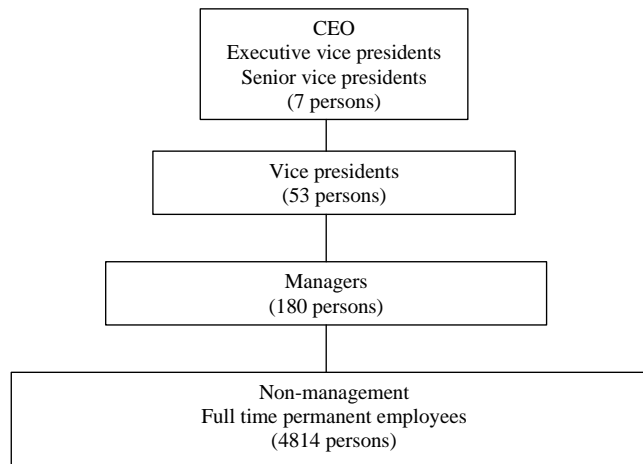 CEO
Executive vice presidents
Senior vice presidents
(7 persons)
Vice presidents
(53 persons)
Managers
(180 persons)
Non-management
Full time permanent employees
(4814 persons)